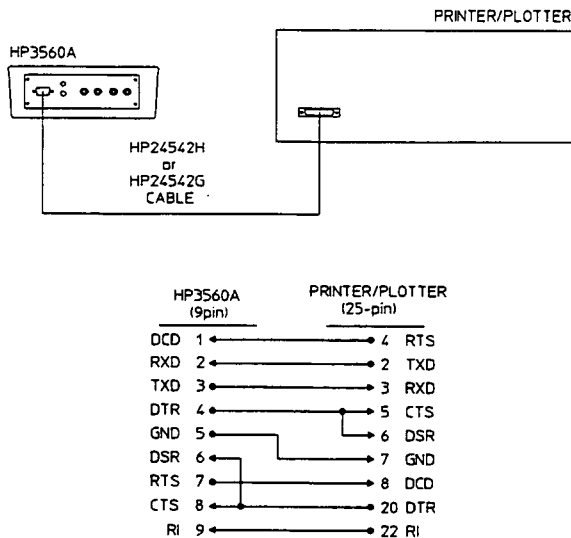 PRINTER/PLOTTER
HP3560A
HP24542H
or
HP24542G
CABLE
HP3560A PRINTER/PLOTTER
(9pin) (25-pin)
DCD 1 4 RTS
RXD 2 2 TXD
TXD 3 3 RXD
DTR 4 5 CTS
6 DSR
GND 5 7 GND
DSR 6
RTS 7 8 DCD
CTS 8 20 DTR
RI 9 22 RI